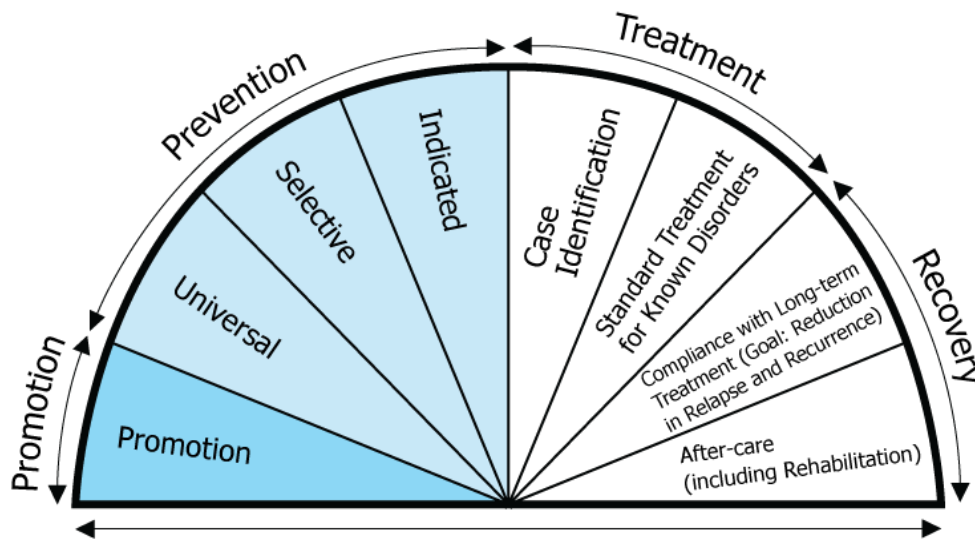 Promotion
Prevention
Treatment
Recovery
Promotion
Universal
Selective
Indicated
Case
Identification
Standard Treatment
for Known Disorders
Compliance with Long-term
Treatment (Goal: Reduction
in Relapse and Recurrence)
After-care
(including Rehabilitation)